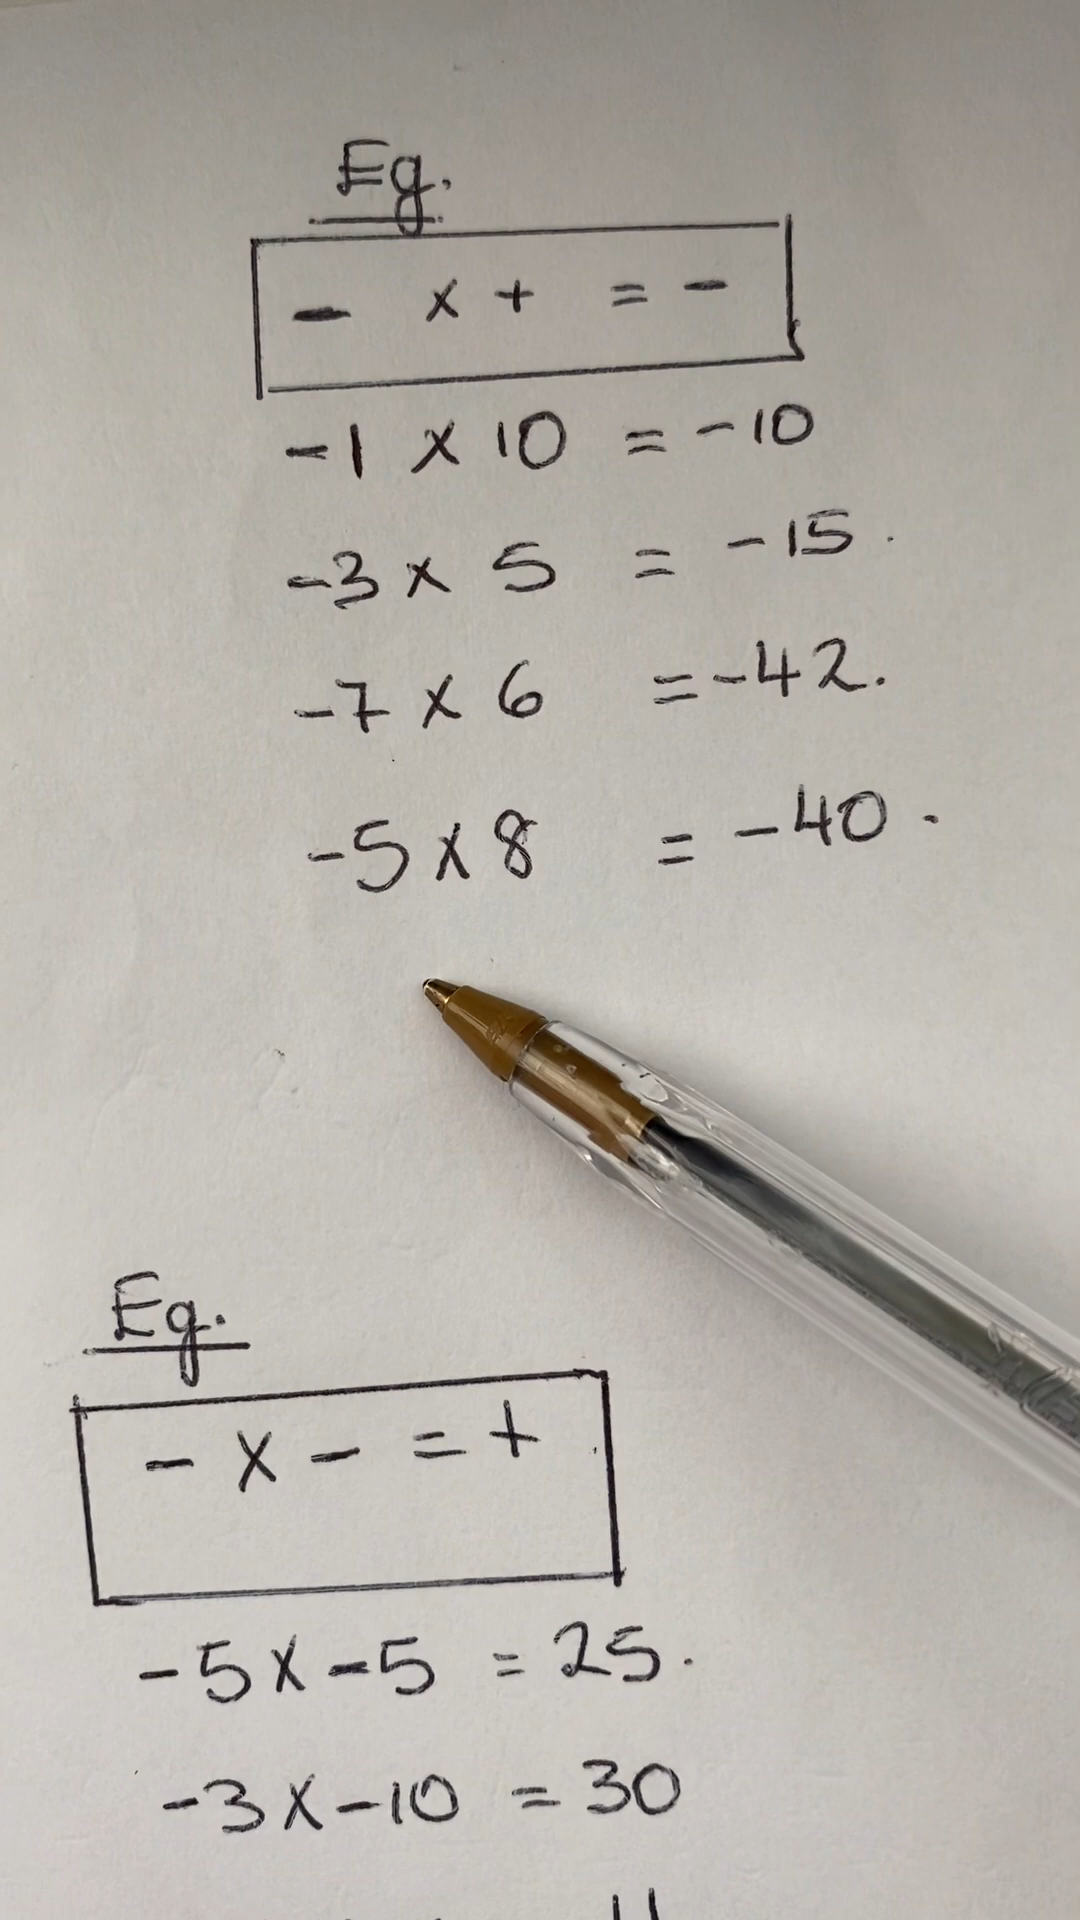 Eg.
- x + = -
-1 x 10 = -10
-3 x 5 = -15.
-7 x 6 = -42.
-5 x 8 = -40.
Eg.
- x - = +
-5 x -5 = 25.
-3 x -10 = 30